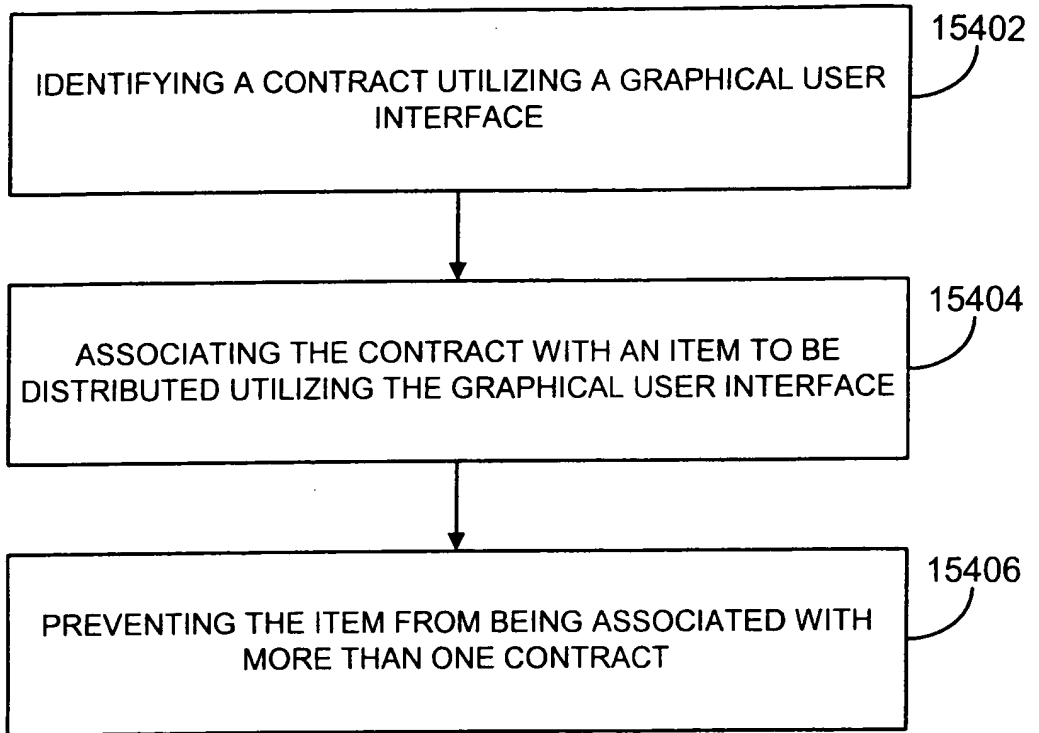 15402
IDENTIFYING A CONTRACT UTILIZING A GRAPHICAL USER
INTERFACE
15404
ASSOCIATING THE CONTRACT WITH AN ITEM TO BE
DISTRIBUTED UTILIZING THE GRAPHICAL USER INTERFACE
15406
PREVENTING THE ITEM FROM BEING ASSOCIATED WITH
MORE THAN ONE CONTRACT